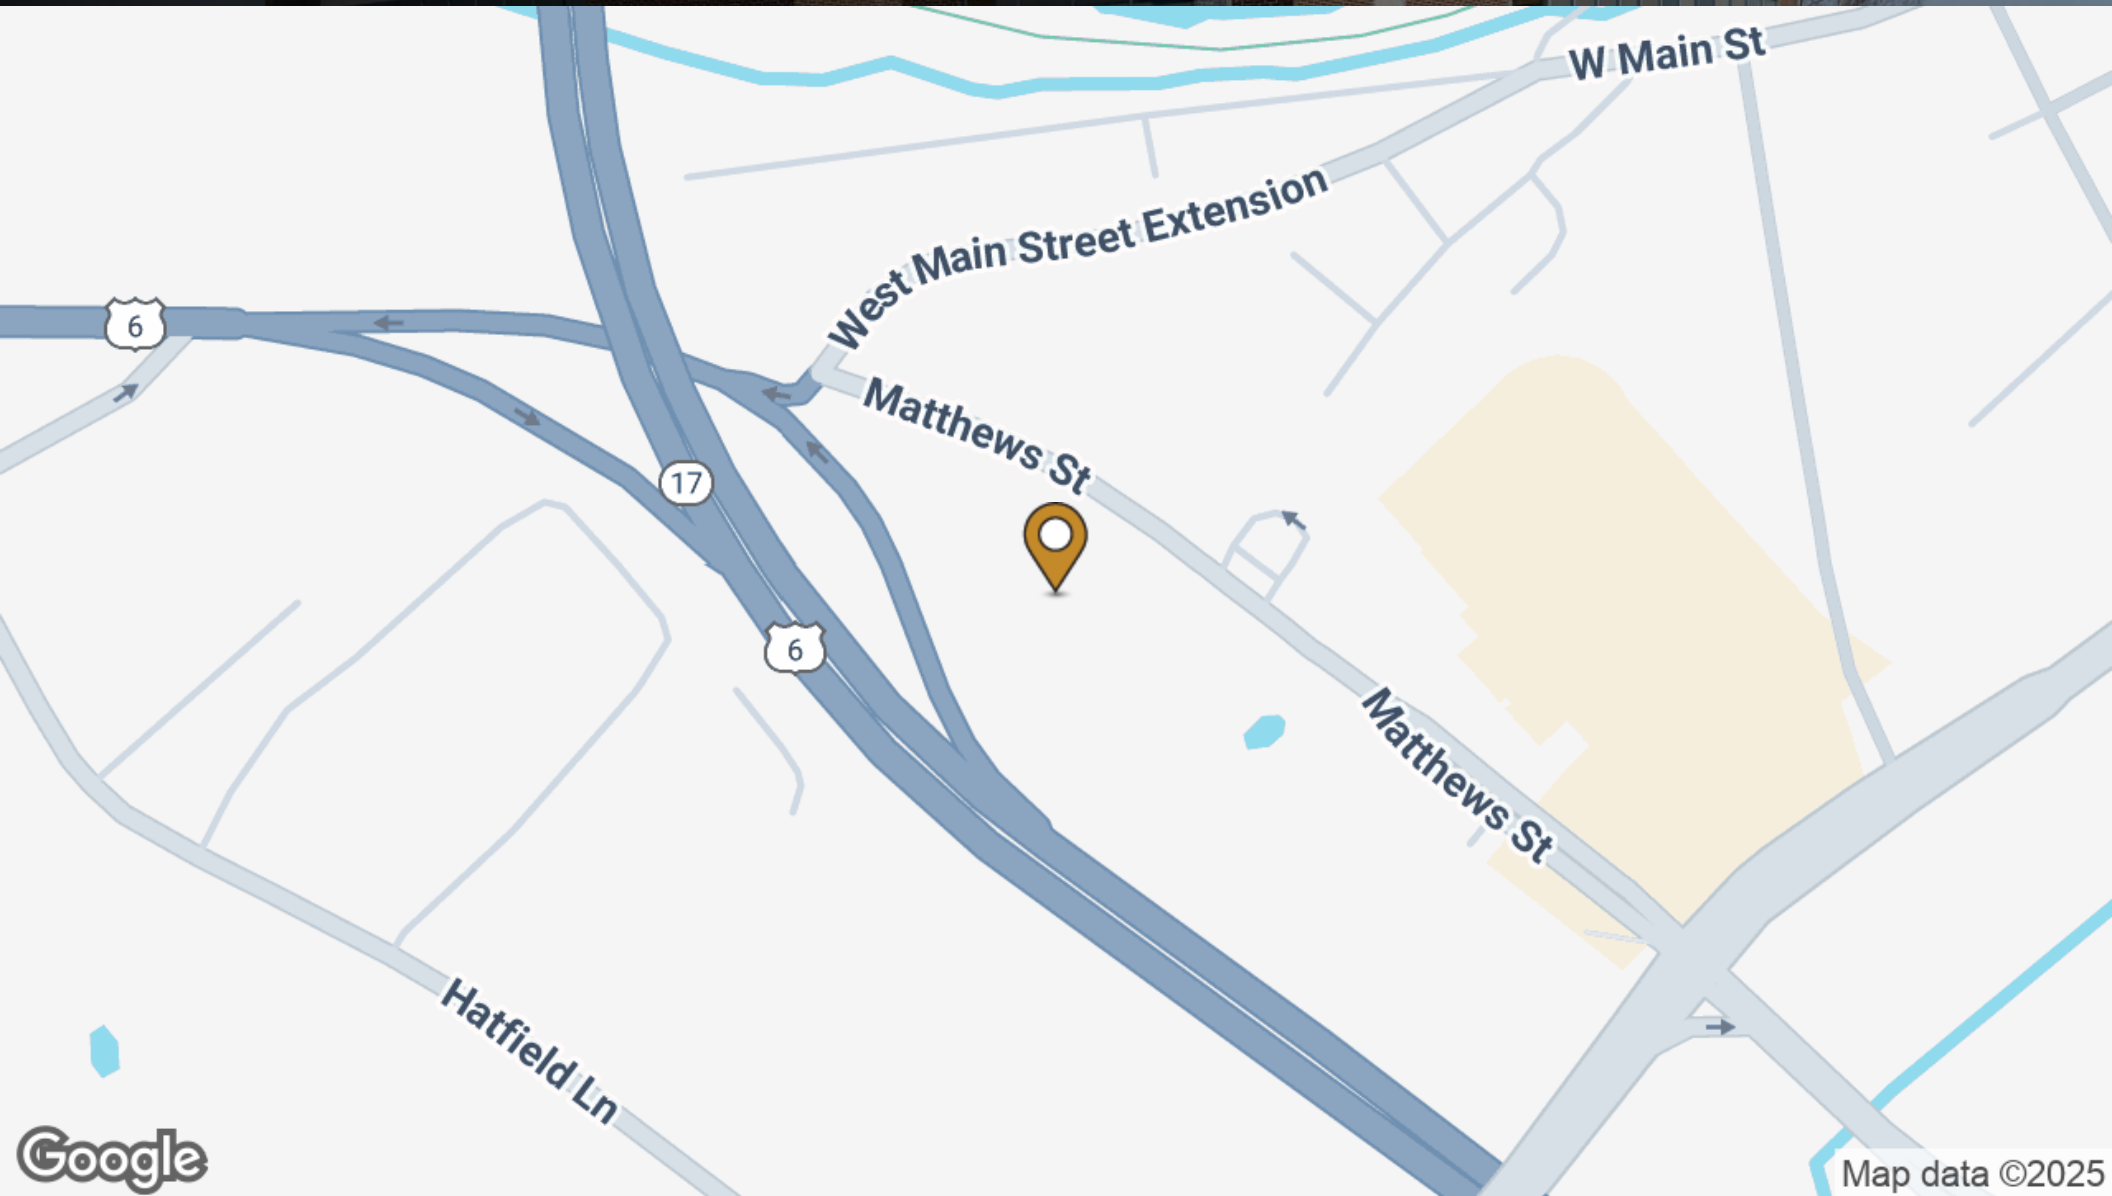 W Main St
West Main Street Extension
6
Matthews St
17
6
Matthews St
Hatfield Ln
Google
Map data ©2025